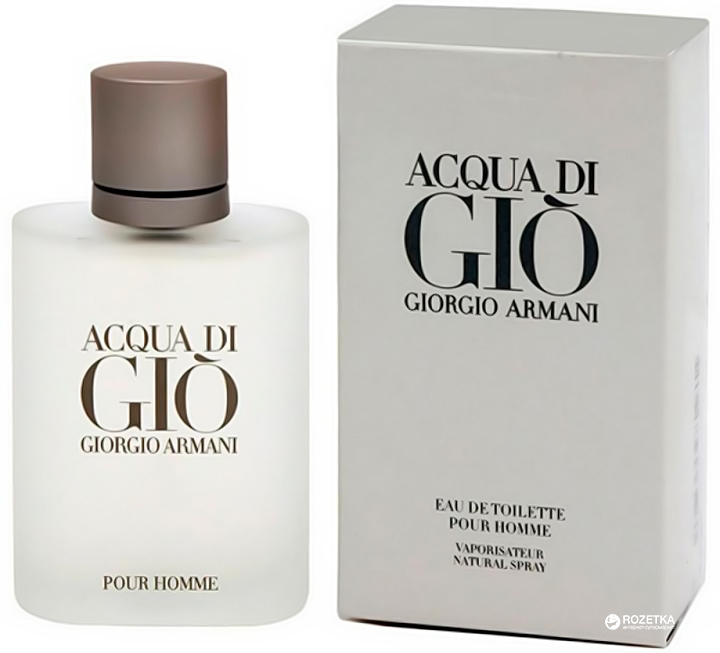 ACQUA DI
GIÒ
GIORGIO ARMANI
POUR HOMME
ACQUA DI
GIÒ
GIORGIO ARMANI
EAU DE TOILETTE
POUR HOMME
VAPORISATEUR
NATURAL SPRAY
ROZETKA